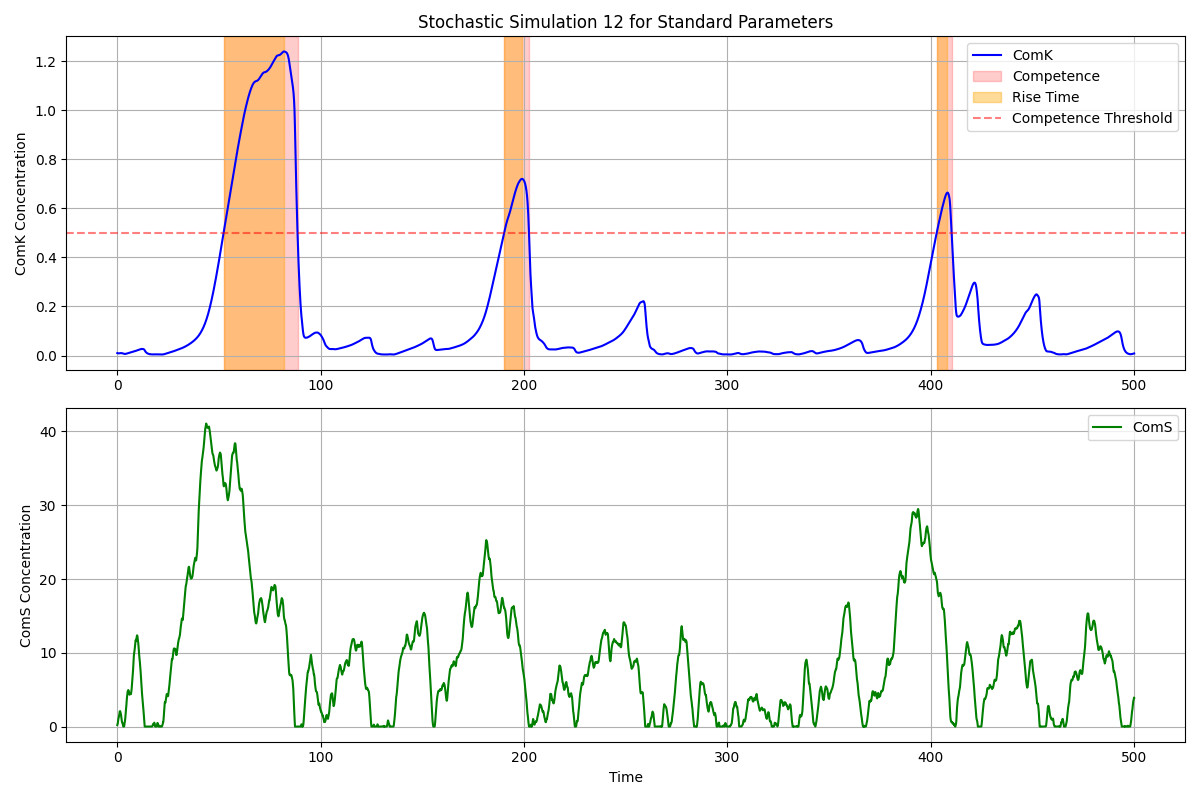 Stochastic Simulation 12 for Standard Parameters
ComK Concentration
1.2
1.0
0.8
0.6
0.4
0.2
0.0
ComK
Competence
Rise Time
Competence Threshold
0 100 200 300 400 500
ComS Concentration
40
30
20
10
0
ComS
0 100 200 300 400 500
Time